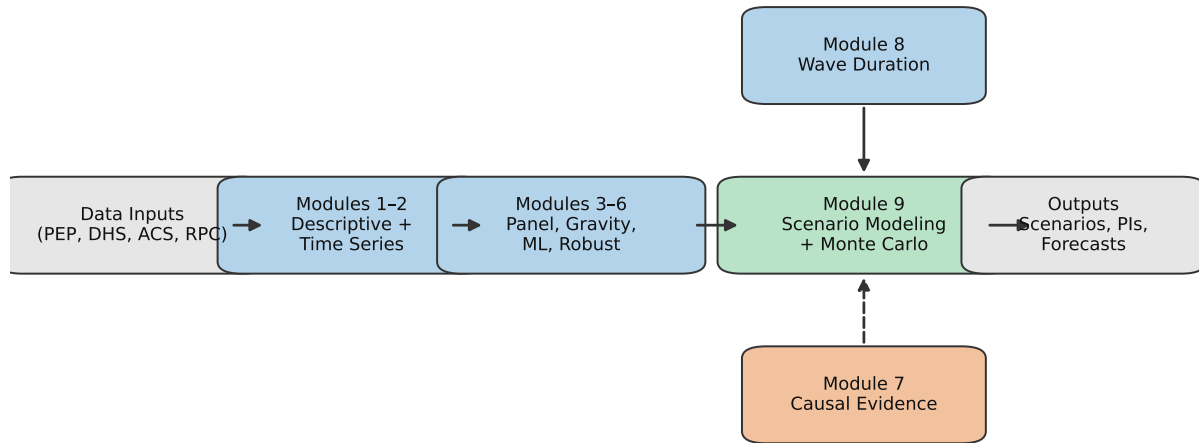 Module 8
Wave Duration
Data Inputs
(PEP, DHS, ACS, RPC)
Modules 1–2
Descriptive +
Time Series
Modules 3–6
Panel, Gravity,
ML, Robust
Module 9
Scenario Modeling
+ Monte Carlo
Outputs
Scenarios, PIs,
Forecasts
Module 7
Causal Evidence